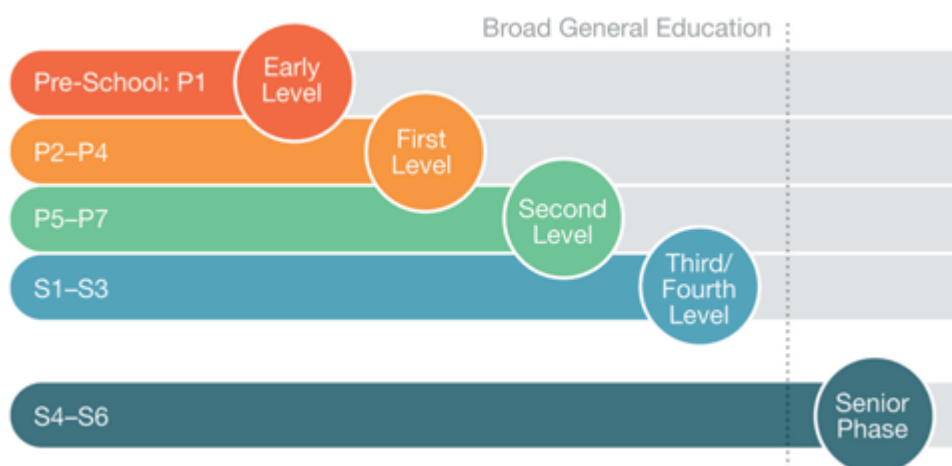 Broad General Education
Pre-School: P1
Early
Level
P2–P4
First
Level
P5–P7
Second
Level
S1–S3
Third/
Fourth
Level
S4–S6
Senior
Phase